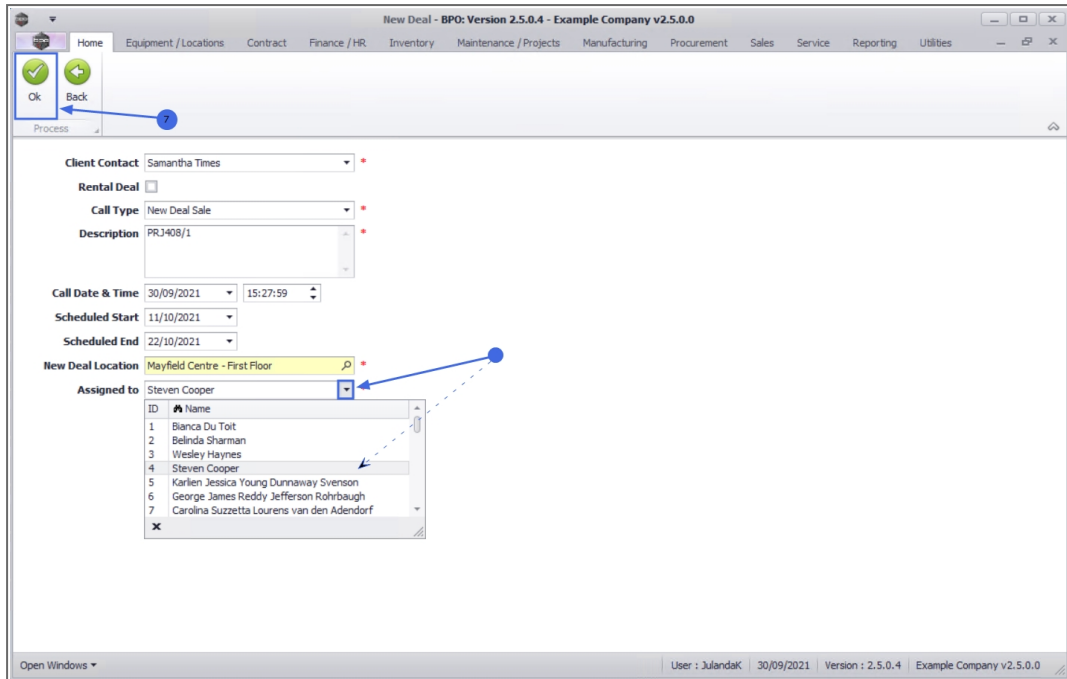 New Deal - BPO: Version 2.5.0.4 - Example Company v2.5.0.0
Home Equipment / Locations Contract Finance / HR Inventory Maintenance / Projects Manufacturing Procurement Sales Service Reporting Utilities
Ok Back
7
Process
Client Contact Samantha Times *
Rental Deal
Call Type New Deal Sale *
Description PRJ408/1 *
Call Date & Time 30/09/2021 15:27:59
Scheduled Start 11/10/2021
Scheduled End 22/10/2021
New Deal Location Mayfield Centre - First Floor *
Assigned to Steven Cooper
ID Name
1 Bianca Du Toit
2 Belinda Sharman
3 Wesley Haynes
4 Steven Cooper
5 Karlien Jessica Young Dunnaway Svenson
6 George James Reddy Jefferson Rohrbaugh
7 Carolina Suzzetta Lourens van den Adendorf
Open Windows User : JulandaK 30/09/2021 Version : 2.5.0.4 Example Company v2.5.0.0